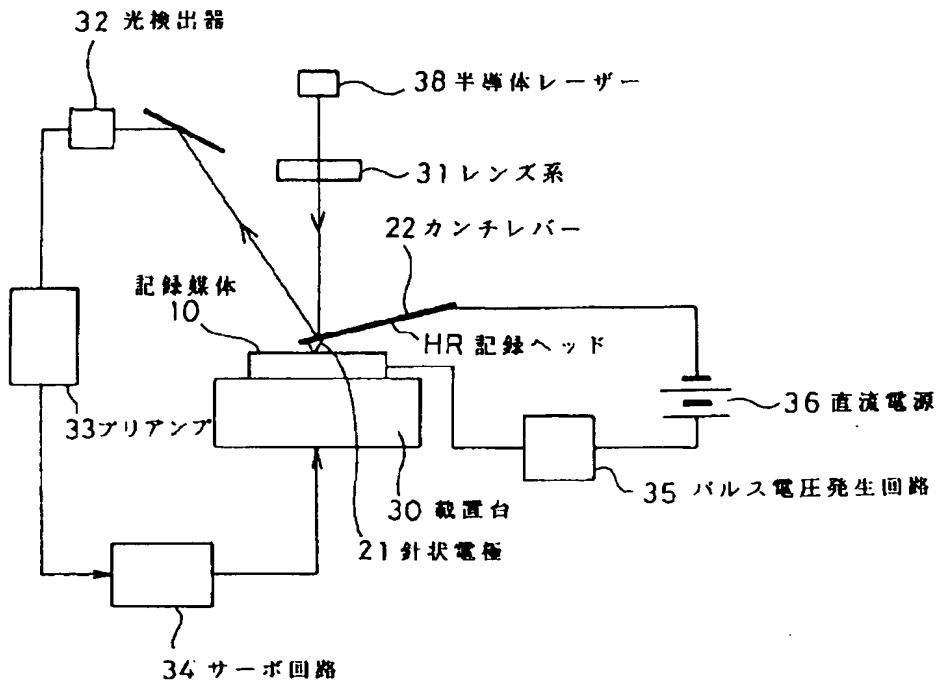 32 光検出器
38 半導体レーザー
31 レンズ系
22 カンチレバー
記録媒体
10
HR 記録ヘッド
36 直流電源
33 プリアンプ
35 パルス電圧発生回路
30 載置台
21 針状電極
34 サーボ回路